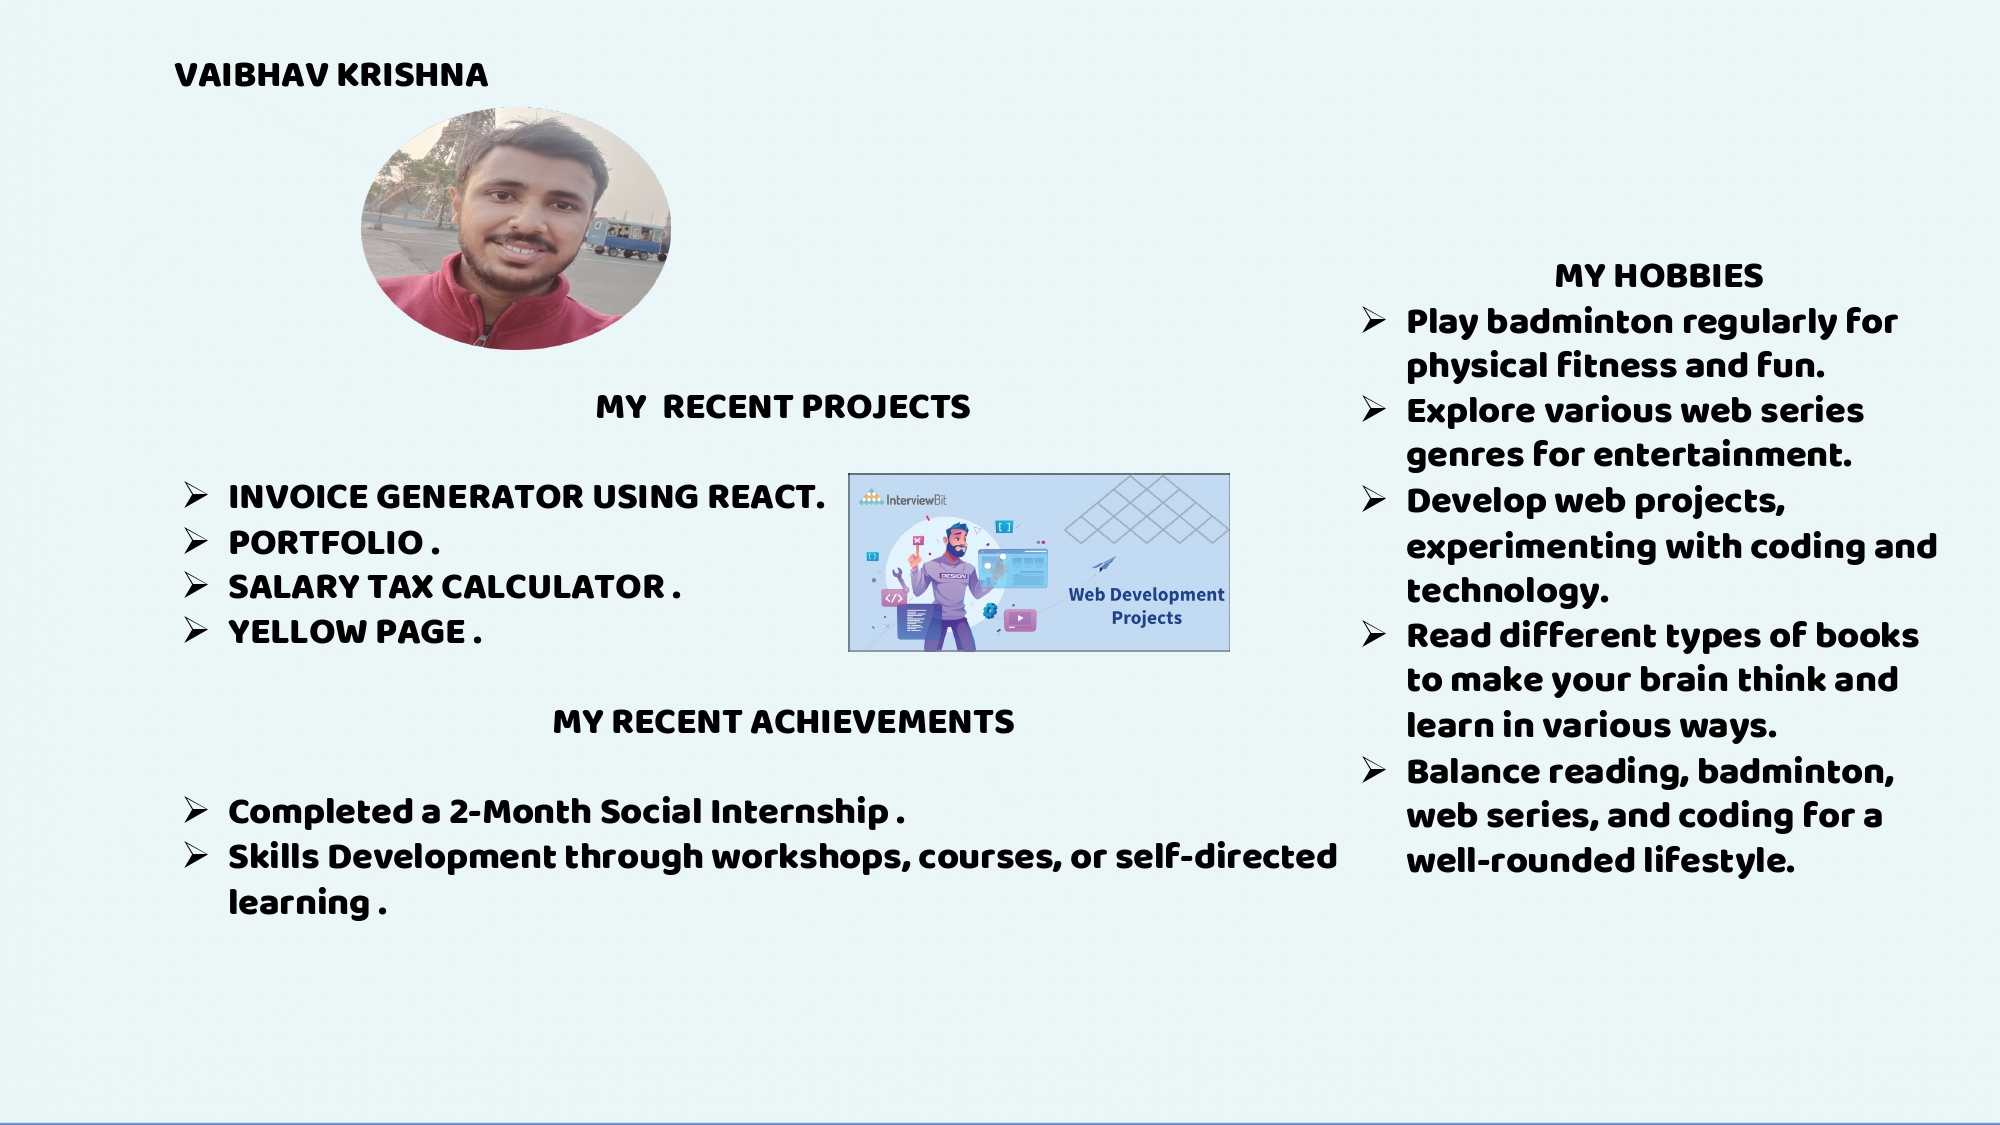 VAIBHAV KRISHNA
MY RECENT PROJECTS
➢ INVOICE GENERATOR USING REACT.
➢ PORTFOLIO .
➢ SALARY TAX CALCULATOR .
➢ YELLOW PAGE .
InterviewBit
DESIGN
Web Development
Projects
MY RECENT ACHIEVEMENTS
➢ Completed a 2-Month Social Internship .
➢ Skills Development through workshops, courses, or self-directed
learning .
MY HOBBIES
➢ Play badminton regularly for
physical fitness and fun.
➢ Explore various web series
genres for entertainment.
➢ Develop web projects,
experimenting with coding and
technology.
➢ Read different types of books
to make your brain think and
learn in various ways.
➢ Balance reading, badminton,
web series, and coding for a
well-rounded lifestyle.